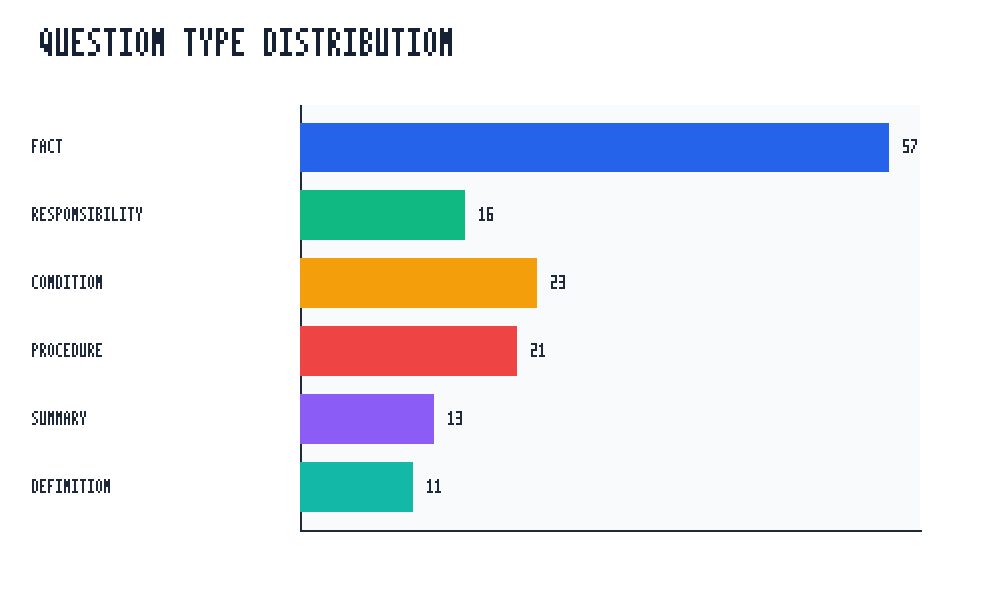 QUESTION TYPE DISTRIBUTION
FACT 57
RESPONSIBILITY 16
CONDITION 23
PROCEDURE 21
SUMMARY 13
DEFINITION 11